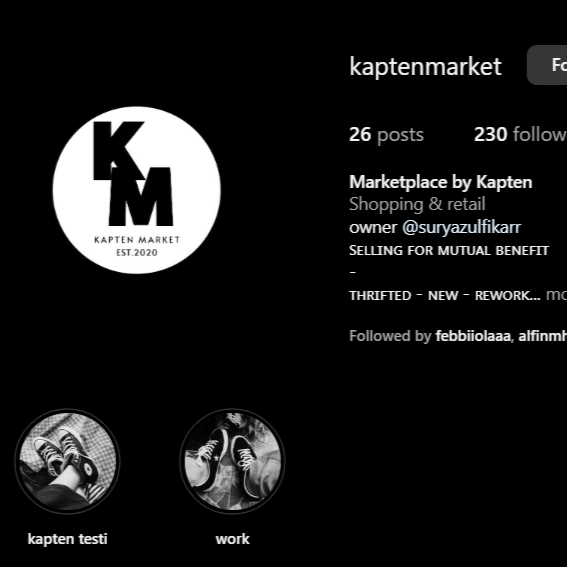 kaptenmarket
Fo
26 posts 230 follow
Marketplace by Kapten
Shopping & retail
owner @suryazulfikarr
SELLING FOR MUTUAL BENEFIT
-
THRIFTED - NEW - REWORK... mo
Followed by febbiiolaaa, alfinmh
KM
KAPTEN MARKET
EST.2020
kapten testi
work